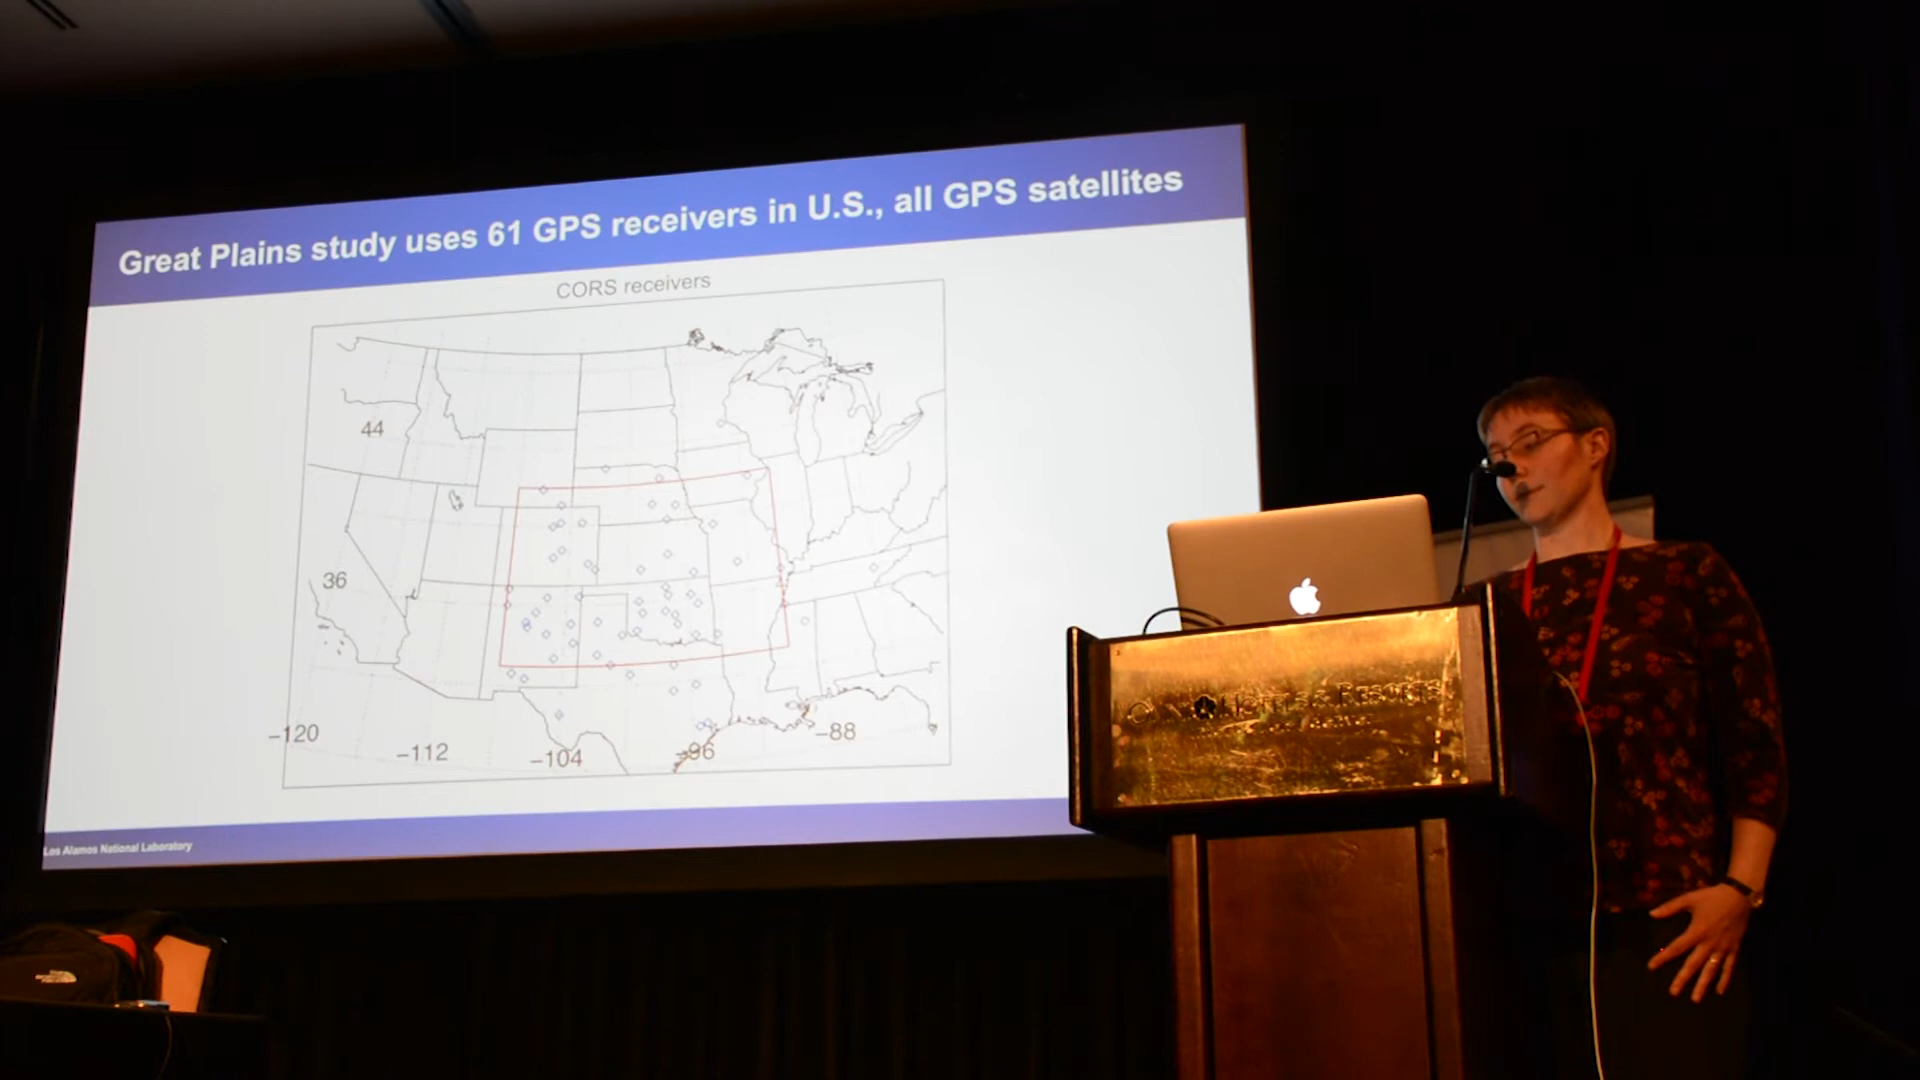 Great Plains study uses 61 GPS receivers in U.S., all GPS satellites
CORS receivers
44
36
−120
−112
−104
−96
−88
Los Alamos National Laboratory